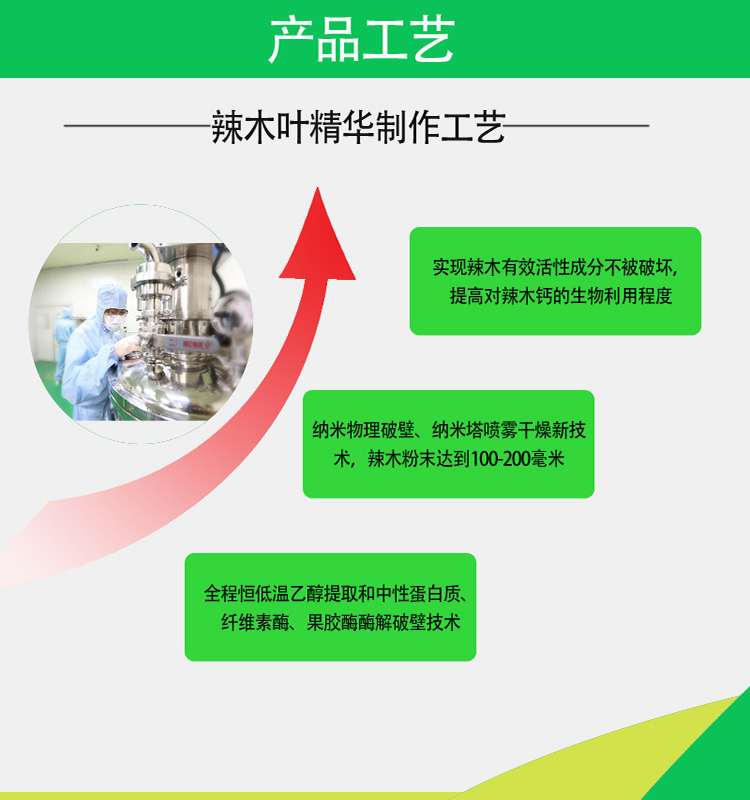 产品工艺
辣木叶精华制作工艺
实现辣木有效活性成分不被破坏,
提高对辣木钙的生物利用程度
纳米物理破壁、纳米塔喷雾干燥新技
术, 辣木粉末达到100-200毫米
全程恒低温乙醇提取和中性蛋白质、
纤维素酶、果胶酶酶解破壁技术